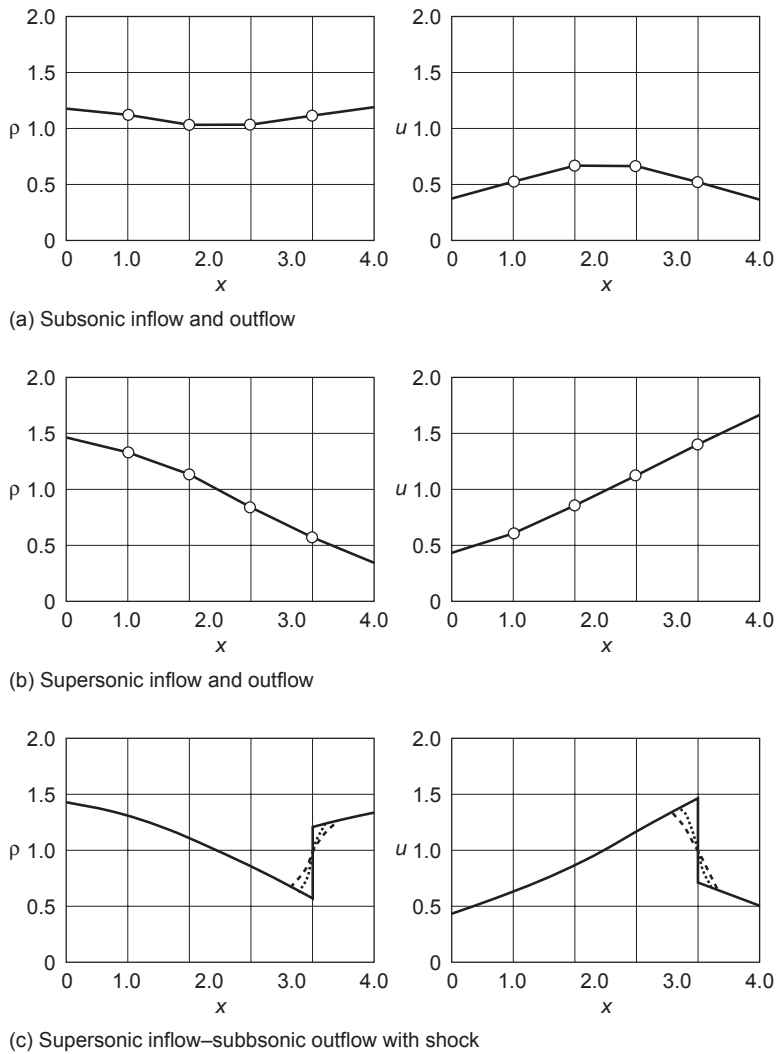 2.0 2.0
1.5 1.5
ρ 1.0 u 1.0
0.5 0.5
0 0
0 1.0 2.0 3.0 4.0 0 1.0 2.0 3.0 4.0
x x
(a) Subsonic inflow and outflow
2.0 2.0
1.5 1.5
ρ 1.0 u 1.0
0.5 0.5
0 0
0 1.0 2.0 3.0 4.0 0 1.0 2.0 3.0 4.0
x x
(b) Supersonic inflow and outflow
2.0 2.0
1.5 1.5
ρ 1.0 u 1.0
0.5 0.5
0 0
0 1.0 2.0 3.0 4.0 0 1.0 2.0 3.0 4.0
x x
(c) Supersonic inflow–subbsonic outflow with shock